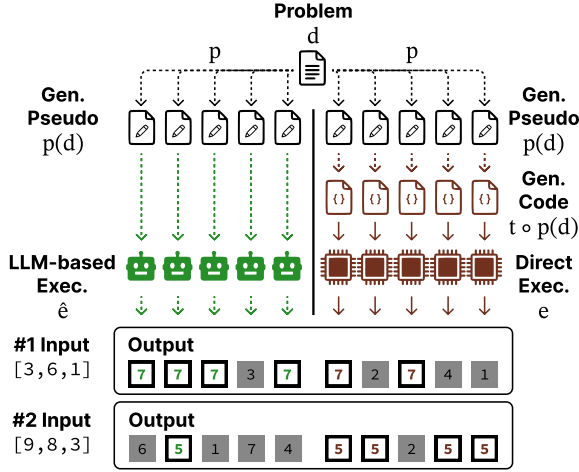 Problem
d
p p
Gen.
Pseudo
p(d)
Gen.
Pseudo
p(d)
{} {} {} {} {}
Gen.
Code
t ∘ p(d)
LLM-based
Exec.
ê
Direct
Exec.
e
#1 Input
[3,6,1]
Output
7 7 7 3 7 7 2 7 4 1
#2 Input
[9,8,3]
Output
6 5 1 7 4 5 5 2 5 5